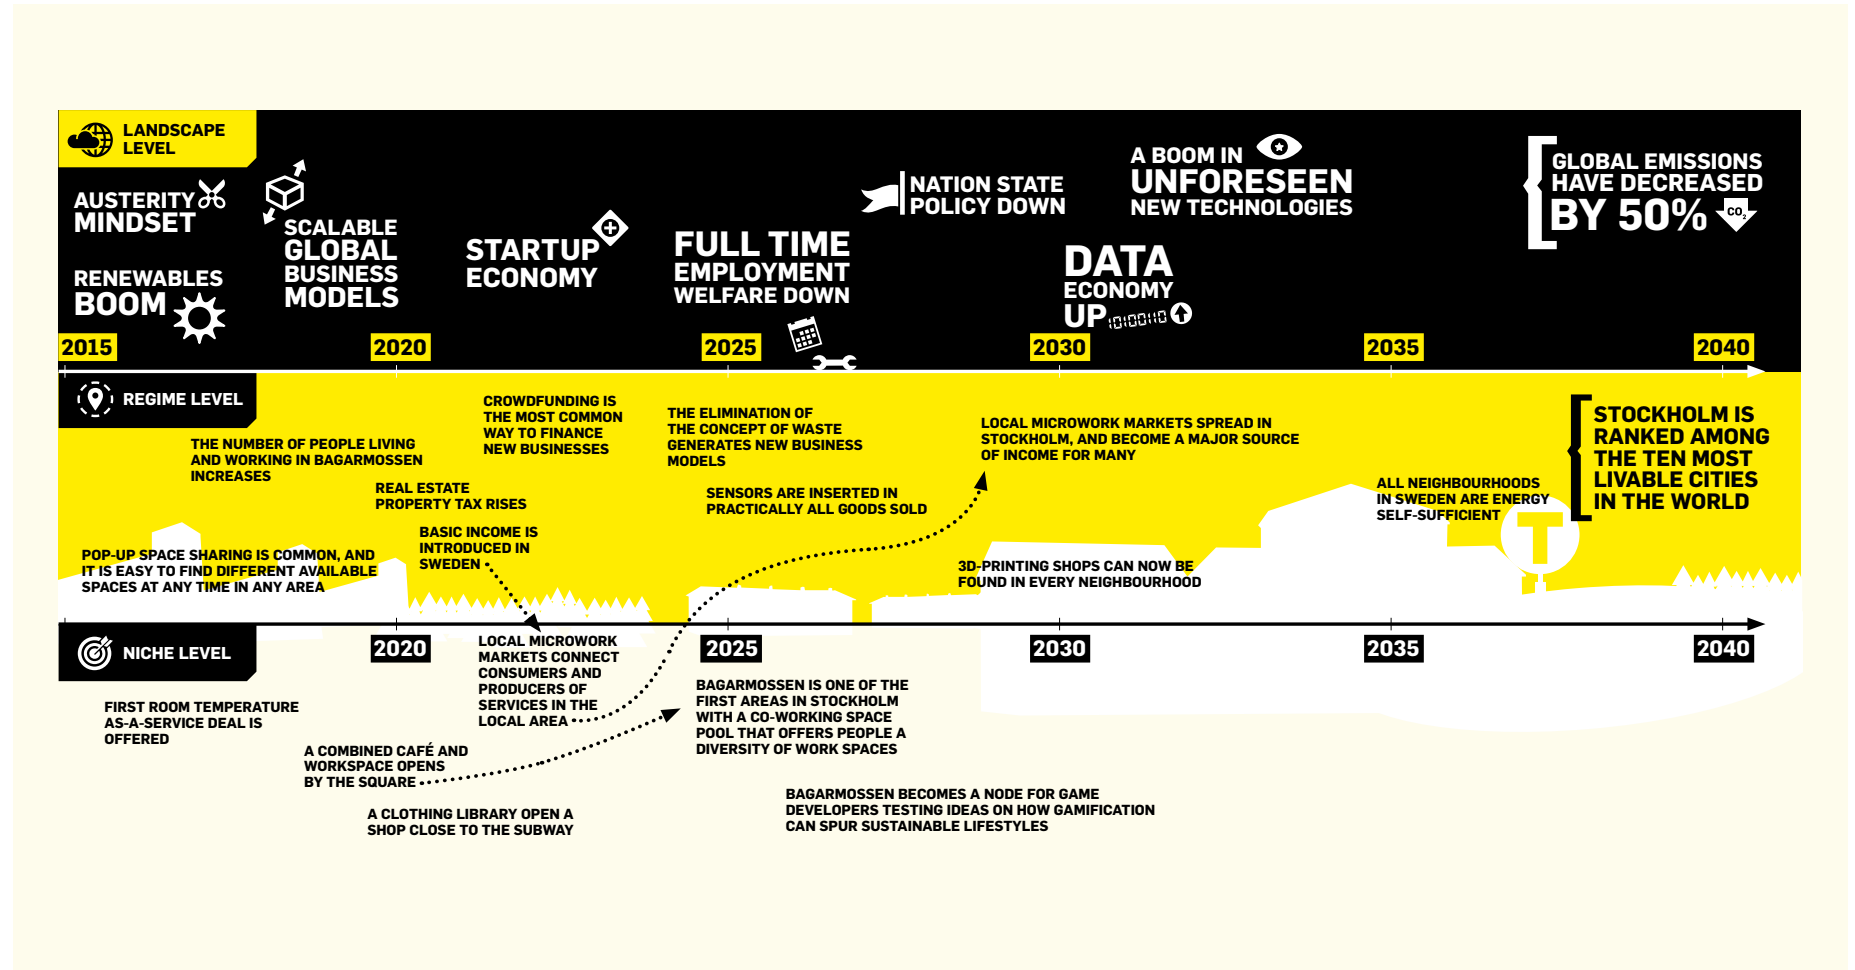 LANDSCAPE
LEVEL
AUSTERITY
MINDSET
RENEWABLES
BOOM
SCALABLE
GLOBAL
BUSINESS
MODELS
STARTUP
ECONOMY
FULL TIME
EMPLOYMENT
WELFARE DOWN
NATION STATE
POLICY DOWN
A BOOM IN
UNFORESEEN
NEW TECHNOLOGIES
DATA
ECONOMY
UP
GLOBAL EMISSIONS
HAVE DECREASED
BY 50%
CO2
2015
2020
2025
2030
2035
2040
REGIME LEVEL
THE NUMBER OF PEOPLE LIVING
AND WORKING IN BAGARMOSSEN
INCREASES
POP-UP SPACE SHARING IS COMMON, AND
IT IS EASY TO FIND DIFFERENT AVAILABLE
SPACES AT ANY TIME IN ANY AREA
REAL ESTATE
PROPERTY TAX RISES
BASIC INCOME IS
INTRODUCED IN
SWEDEN
CROWDFUNDING IS
THE MOST COMMON
WAY TO FINANCE
NEW BUSINESSES
THE ELIMINATION OF
THE CONCEPT OF WASTE
GENERATES NEW BUSINESS
MODELS
SENSORS ARE INSERTED IN
PRACTICALLY ALL GOODS SOLD
LOCAL MICROWORK MARKETS SPREAD IN
STOCKHOLM, AND BECOME A MAJOR SOURCE
OF INCOME FOR MANY
3D-PRINTING SHOPS CAN NOW BE
FOUND IN EVERY NEIGHBOURHOOD
ALL NEIGHBOURHOODS
IN SWEDEN ARE ENERGY
SELF-SUFFICIENT
T
STOCKHOLM IS
RANKED AMONG
THE TEN MOST
LIVABLE CITIES
IN THE WORLD
NICHE LEVEL
2020
2025
2030
2035
2040
FIRST ROOM TEMPERATURE
AS-A-SERVICE DEAL IS
OFFERED
A COMBINED CAFÉ AND
WORKSPACE OPENS
BY THE SQUARE
A CLOTHING LIBRARY OPEN A
SHOP CLOSE TO THE SUBWAY
LOCAL MICROWORK
MARKETS CONNECT
CONSUMERS AND
PRODUCERS OF
SERVICES IN THE
LOCAL AREA
BAGARMOSSEN IS ONE OF THE
FIRST AREAS IN STOCKHOLM
WITH A CO-WORKING SPACE
POOL THAT OFFERS PEOPLE A
DIVERSITY OF WORK SPACES
BAGARMOSSEN BECOMES A NODE FOR GAME
DEVELOPERS TESTING IDEAS ON HOW GAMIFICATION
CAN SPUR SUSTAINABLE LIFESTYLES